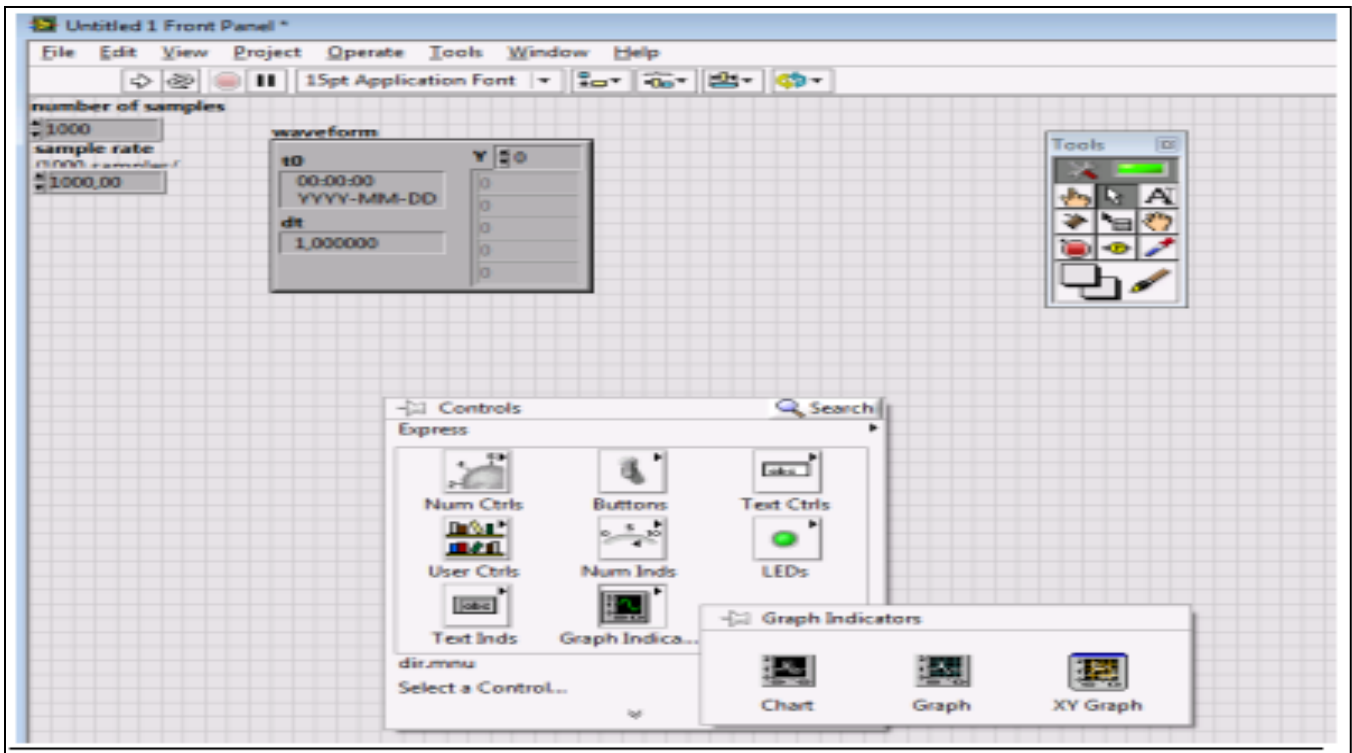 Untitled 1 Front Panel *
File Edit View Project Operate Tools Window Help
15pt Application Font
number of samples
1000
sample rate
1000,00
waveform
t0
00:00:00
YYYY-MM-DD
dt
1,000000
Y 0
0
0
0
0
0
Tools
Controls Search
Express
Num Ctrls Buttons Text Ctrls
User Ctrls Num Inds LEDs
Text Inds Graph Indica...
dir.mnu
Select a Control...
Graph Indicators
Chart Graph XY Graph